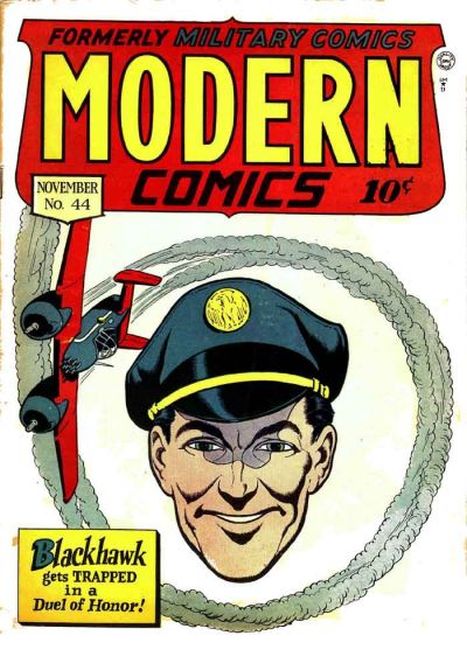 FORMERLY MILITARY COMICS
MODERN
COMICS
10¢
NOVEMBER
No. 44
Blackhawk
gets TRAPPED
in a
Duel of Honor!